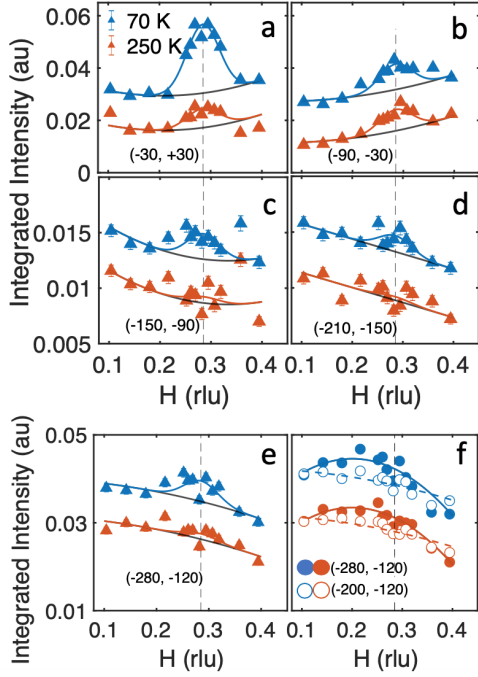 70 K
250 K
a
b
0.06
0.04
0.02
0
(-30, +30)
(-90, -30)
Integrated Intensity (au)
c
d
0.015
0.010
0.005
(-150, -90)
(-210, -150)
0.1 0.2 0.3 0.4
0.1 0.2 0.3 0.4
H (rlu)
H (rlu)
Integrated Intensity (au)
e
f
0.05
0.03
0.01
(-280, -120)
(-280, -120)
(-200, -120)
0.1 0.2 0.3 0.4
0.1 0.2 0.3 0.4
H (rlu)
H (rlu)